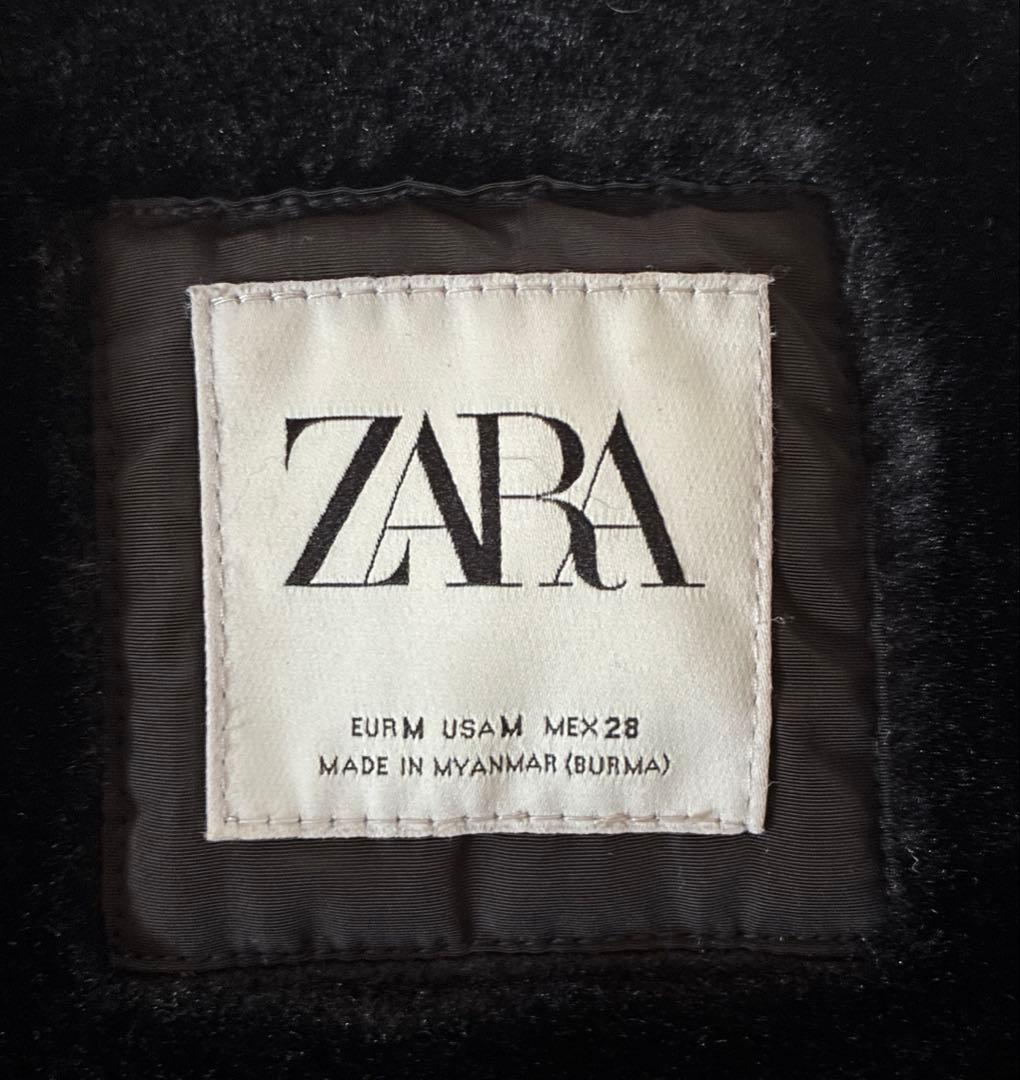 ZARA
EUR M USA M MEX 28
MADE IN MYANMAR (BURMA)